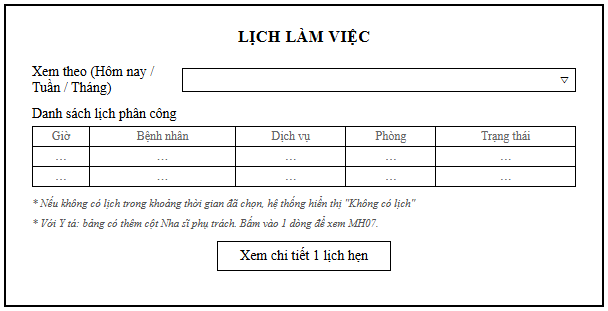 LỊCH LÀM VIỆC
Xem theo (Hôm nay /
Tuần / Tháng)
Danh sách lịch phân công
Giờ Bệnh nhân Dịch vụ Phòng Trạng thái
... ... ... ... ...
... ... ... ... ...
* Nếu không có lịch trong khoảng thời gian đã chọn, hệ thống hiển thị "Không có lịch"
* Với Y tá: bảng có thêm cột Nha sĩ phụ trách. Bấm vào 1 dòng để xem MH07.
Xem chi tiết 1 lịch hẹn